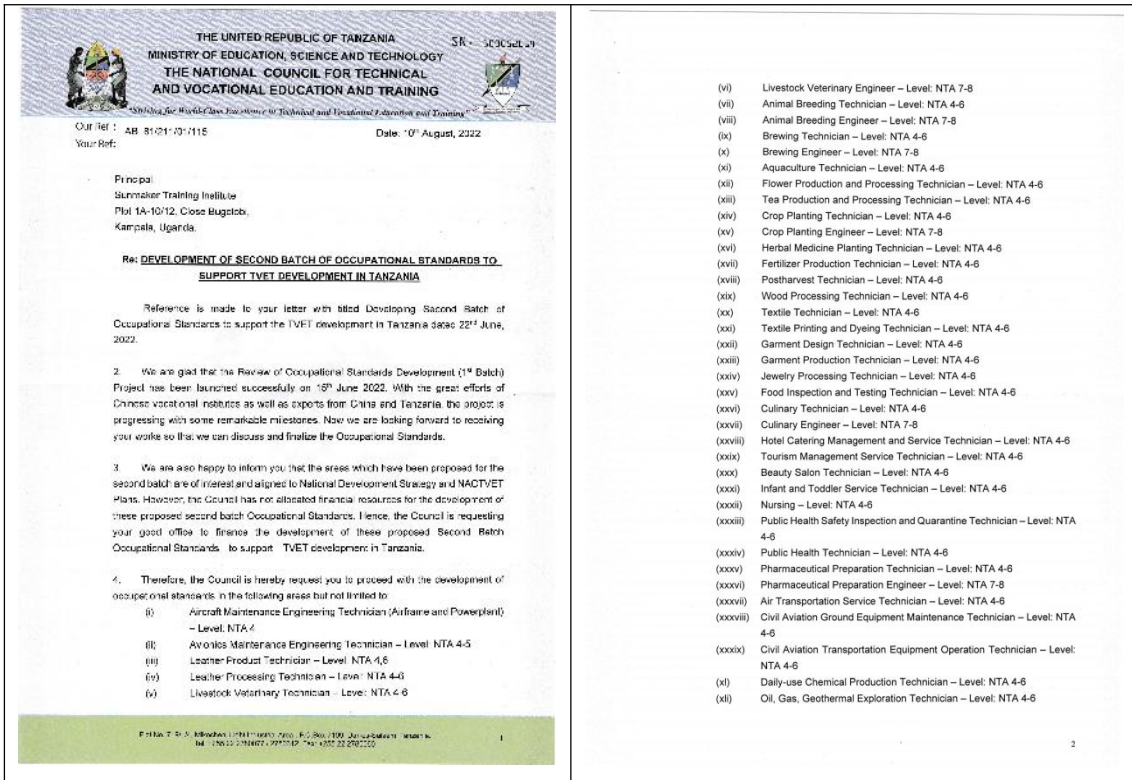 THE UNITED REPUBLIC OF TANZANIA
MINISTRY OF EDUCATION, SCIENCE AND TECHNOLOGY
THE NATIONAL COUNCIL FOR TECHNICAL
AND VOCATIONAL EDUCATION AND TRAINING
"Striving for World-Class Excellence in Technical and Vocational Education and Training"
Our Ref : AB. 81/211/01/115
Date: 10th August, 2022
Your Ref:
Principal
Sunmaker Training Institute
Plot 1A-10/12, Close Bugolobi,
Kampala, Uganda.
Re: DEVELOPMENT OF SECOND BATCH OF OCCUPATIONAL STANDARDS TO
SUPPORT TVET DEVELOPMENT IN TANZANIA
Reference is made to your letter with titled Developing Second Batch of
Occupational Standards to support the TVET development in Tanzania dated 22nd June,
2022.
2. We are glad that the Review of Occupational Standards Development (1st Batch)
Project has been launched successfully on 15th June 2022. With the great efforts of
Chinese vocational institutes as well as experts from China and Tanzania, the project is
progressing with some remarkable milestones. Now we are looking forward to receiving
your works so that we can discuss and finalize the Occupational Standards.
3. We are also happy to inform you that the areas which have been proposed for the
second batch are of interest and aligned to National Development Strategy and NACTVET
Plans. However, the Council has not allocated financial resources for the development of
these proposed second batch Occupational Standards. Hence, the Council is requesting
your good office to finance the development of these proposed Second Batch
Occupational Standards to support TVET development in Tanzania.
4. Therefore, the Council is hereby request you to proceed with the development of
occupational standards in the following areas but not limited to:
(i) Aircraft Maintenance Engineering Technician (Airframe and Powerplant)
– Level: NTA 4
(ii) Avionics Maintenance Engineering Technician – Level: NTA 4-5
(iii) Leather Product Technician – Level: NTA 4,6
(iv) Leather Processing Technician – Level: NTA 4-6
(v) Livestock Veterinary Technician – Level: NTA 4-6
1
(vi) Livestock Veterinary Engineer – Level: NTA 7-8
(vii) Animal Breeding Technician – Level: NTA 4-6
(viii) Animal Breeding Engineer – Level: NTA 7-8
(ix) Brewing Technician – Level: NTA 4-6
(x) Brewing Engineer – Level: NTA 7-8
(xi) Aquaculture Technician – Level: NTA 4-6
(xii) Flower Production and Processing Technician – Level: NTA 4-6
(xiii) Tea Production and Processing Technician – Level: NTA 4-6
(xiv) Crop Planting Technician – Level: NTA 4-6
(xv) Crop Planting Engineer – Level: NTA 7-8
(xvi) Herbal Medicine Planting Technician – Level: NTA 4-6
(xvii) Fertilizer Production Technician – Level: NTA 4-6
(xviii) Postharvest Technician – Level: NTA 4-6
(xix) Wood Processing Technician – Level: NTA 4-6
(xx) Textile Technician – Level: NTA 4-6
(xxi) Textile Printing and Dyeing Technician – Level: NTA 4-6
(xxii) Garment Design Technician – Level: NTA 4-6
(xxiii) Garment Production Technician – Level: NTA 4-6
(xxiv) Jewelry Processing Technician – Level: NTA 4-6
(xxv) Food Inspection and Testing Technician – Level: NTA 4-6
(xxvi) Culinary Technician – Level: NTA 4-6
(xxvii) Culinary Engineer – Level: NTA 7-8
(xxviii) Hotel Catering Management and Service Technician – Level: NTA 4-6
(xxix) Tourism Management Service Technician – Level: NTA 4-6
(xxx) Beauty Salon Technician – Level: NTA 4-6
(xxxi) Infant and Toddler Service Technician – Level: NTA 4-6
(xxxii) Nursing – Level: NTA 4-6
(xxxiii) Public Health Safety Inspection and Quarantine Technician – Level: NTA
4-6
(xxxiv) Public Health Technician – Level: NTA 4-6
(xxxv) Pharmaceutical Preparation Technician – Level: NTA 4-6
(xxxvi) Pharmaceutical Preparation Engineer – Level: NTA 7-8
(xxxvii) Air Transportation Service Technician – Level: NTA 4-6
(xxxviii) Civil Aviation Ground Equipment Maintenance Technician – Level: NTA
4-6
(xxxix) Civil Aviation Transportation Equipment Operation Technician – Level:
NTA 4-6
(xl) Daily-use Chemical Production Technician – Level: NTA 4-6
(xli) Oil, Gas, Geothermal Exploration Technician – Level: NTA 4-6
2